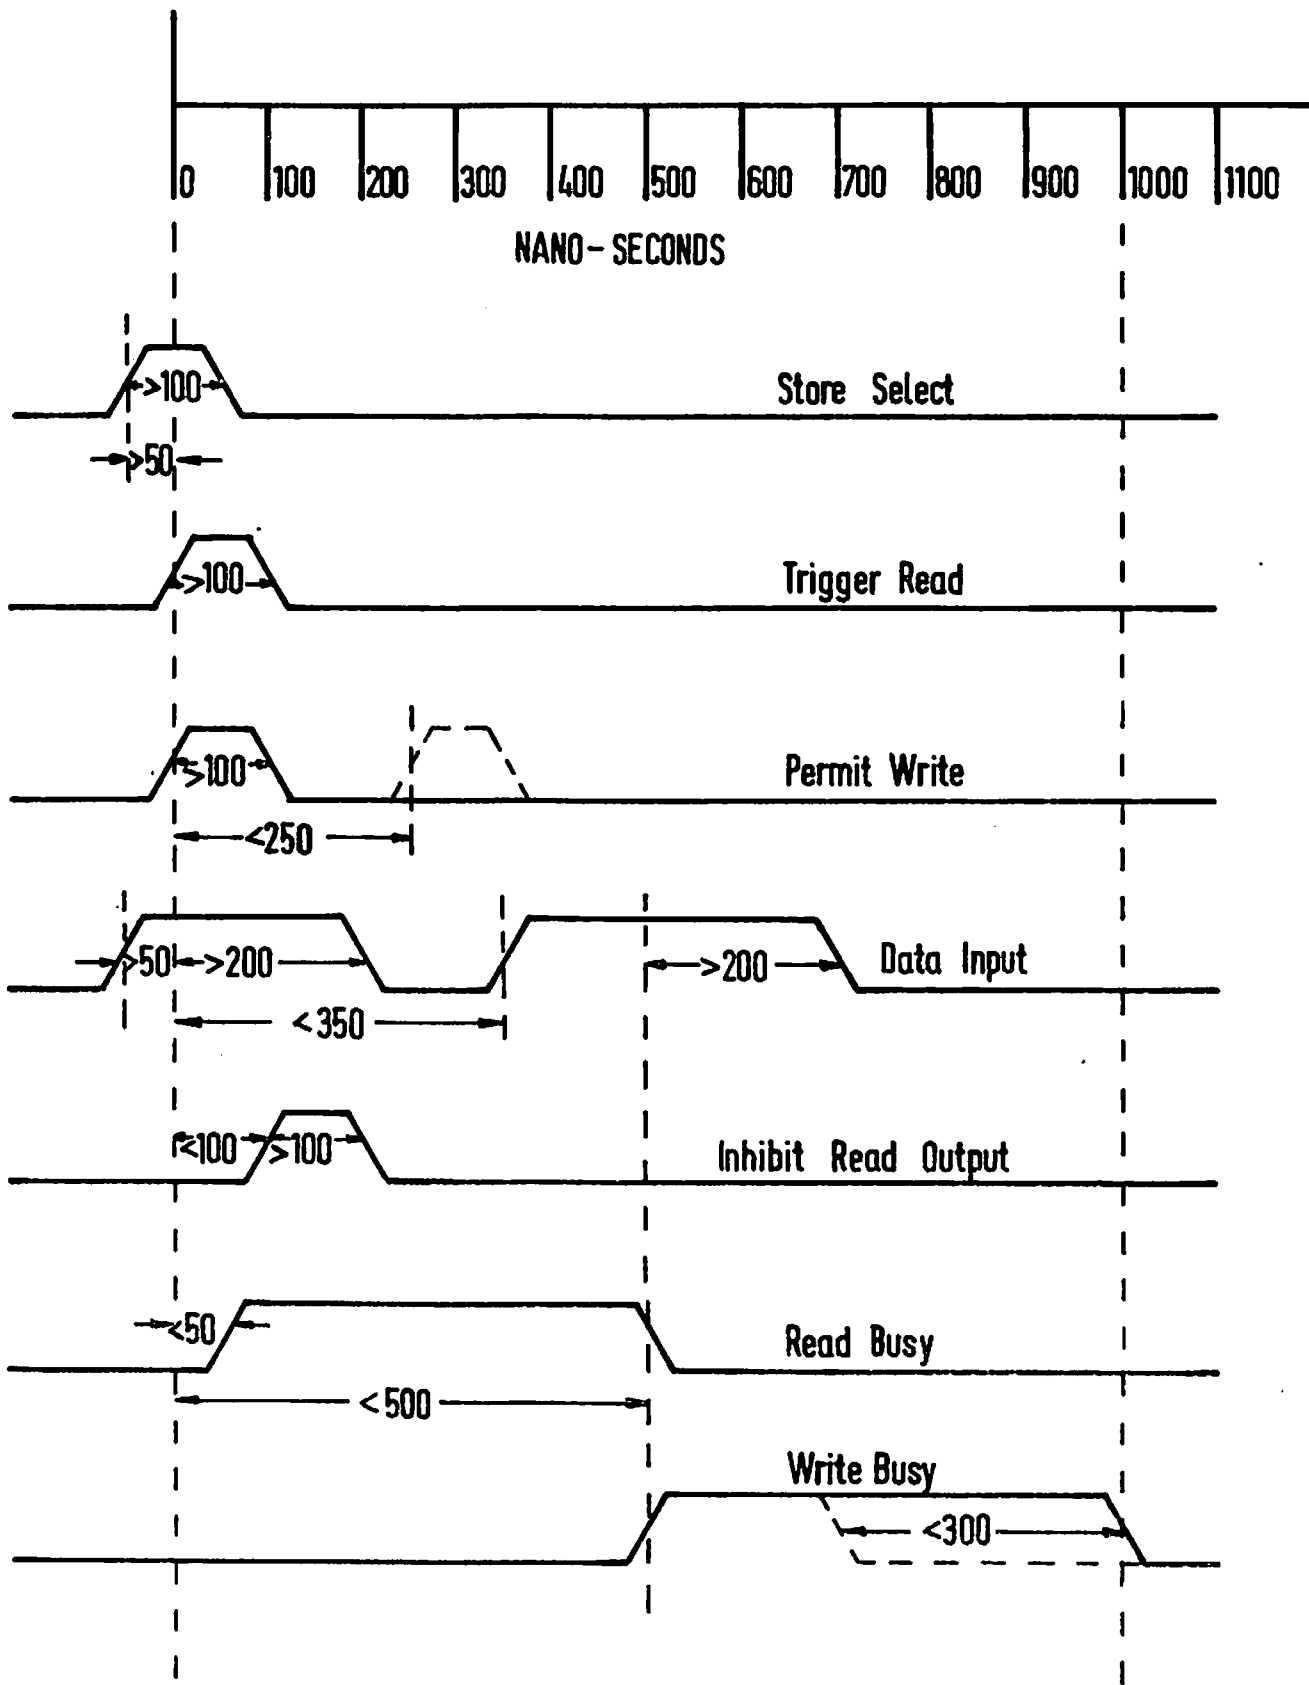 0 100 200 300 400 500 600 700 800 900 1000 1100
NANO-SECONDS
>100
Store Select
>50
>100
Trigger Read
>100
Permit Write
<250
>50 >200 >200 Data Input
<350
<100 >100
Inhibit Read Output
<50
Read Busy
<500
Write Busy
<300